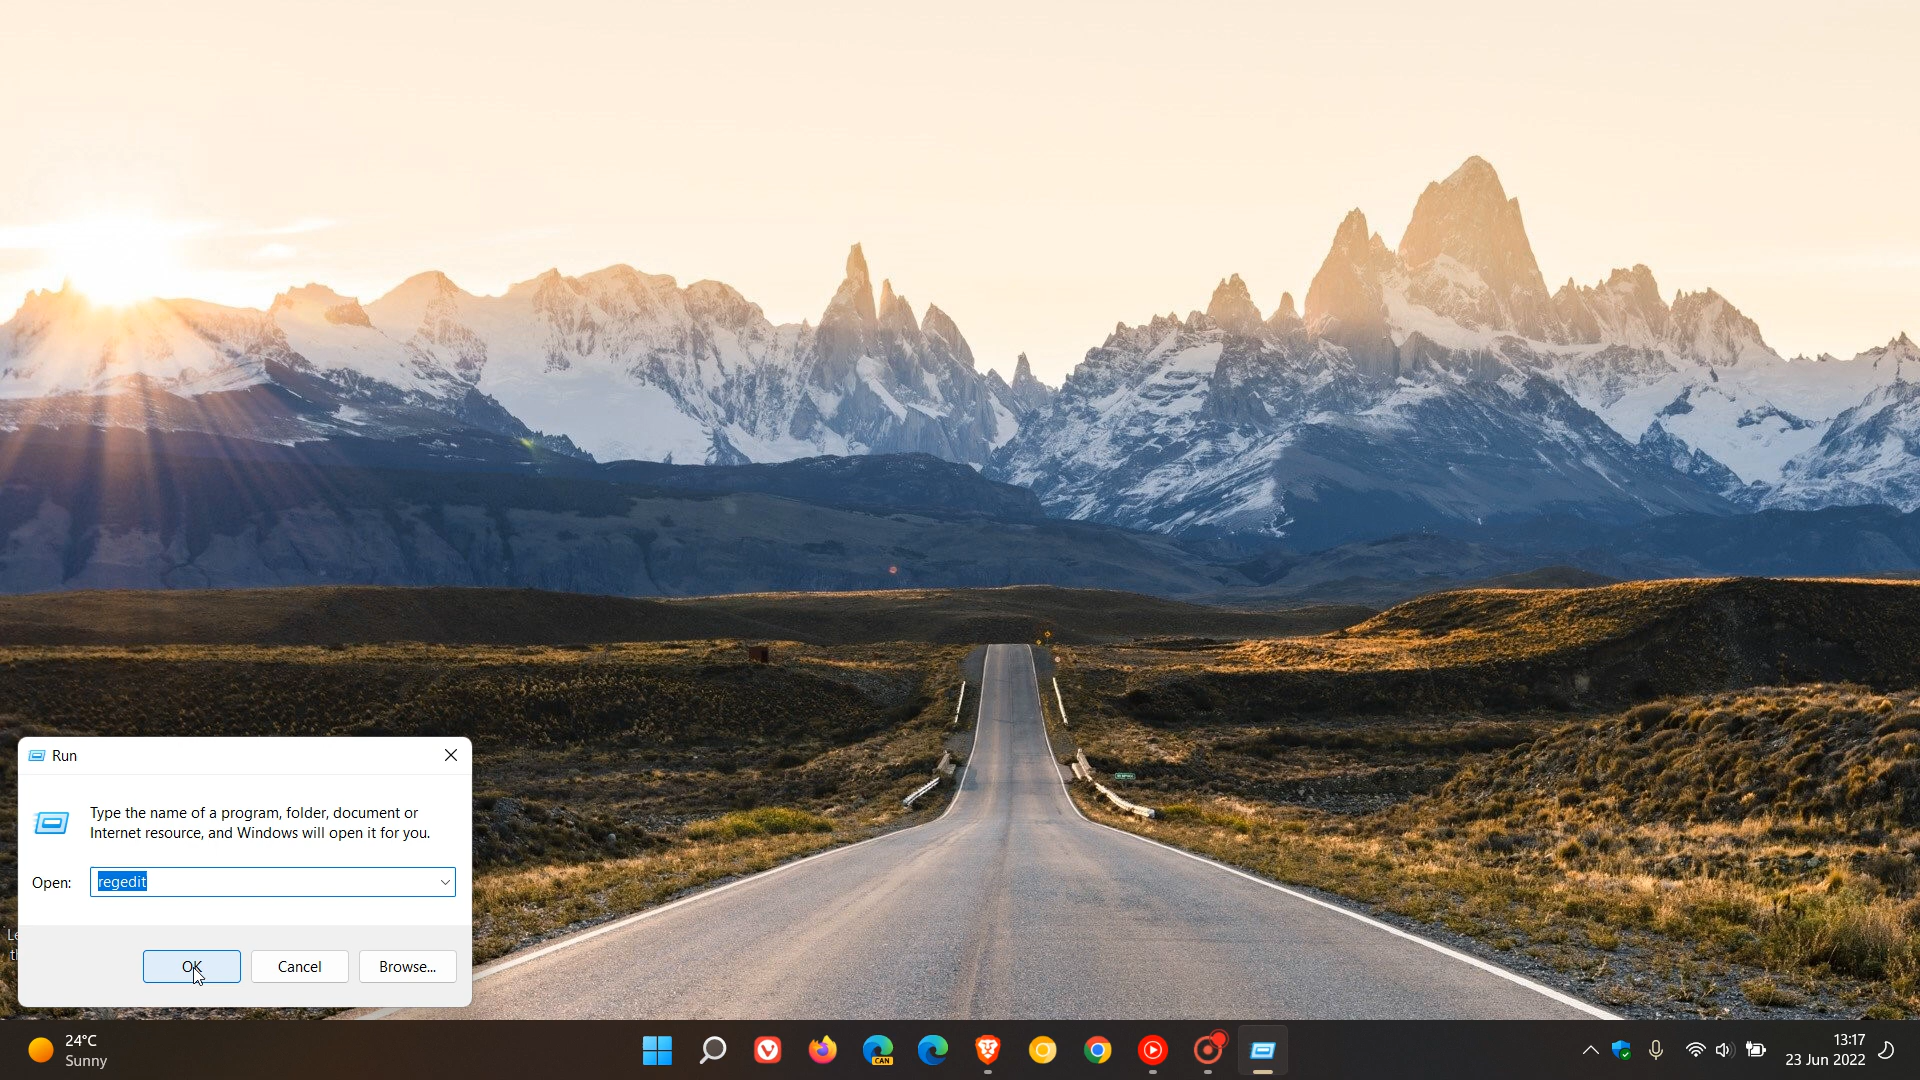 Run
Type the name of a program, folder, document or
Internet resource, and Windows will open it for you.
Open: regedit
OK Cancel Browse...
24°C
Sunny
CAN
13:17
23 Jun 2022